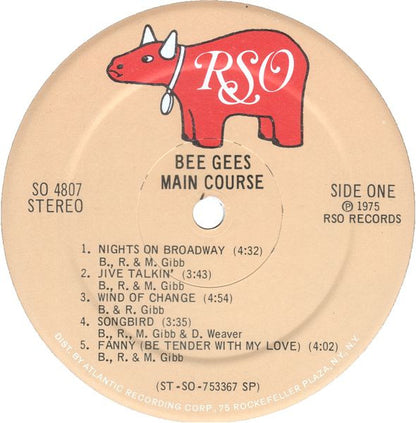 RSO
BEE GEES
MAIN COURSE
SO 4807
STEREO
SIDE ONE
℗ 1975
RSO RECORDS
1. NIGHTS ON BROADWAY (4:32)
B., R. & M. Gibb
2. JIVE TALKIN' (3:43)
B., R. & M. Gibb
3. WIND OF CHANGE (4:54)
B. & R. Gibb
4. SONGBIRD (3:35)
B., R., M. Gibb & D. Weaver
5. FANNY (BE TENDER WITH MY LOVE) (4:02)
B., R. & M. Gibb
(ST-SO-753367 SP)
DIST. BY ATLANTIC RECORDING CORP., 75 ROCKEFELLER PLAZA, N.Y., N.Y.